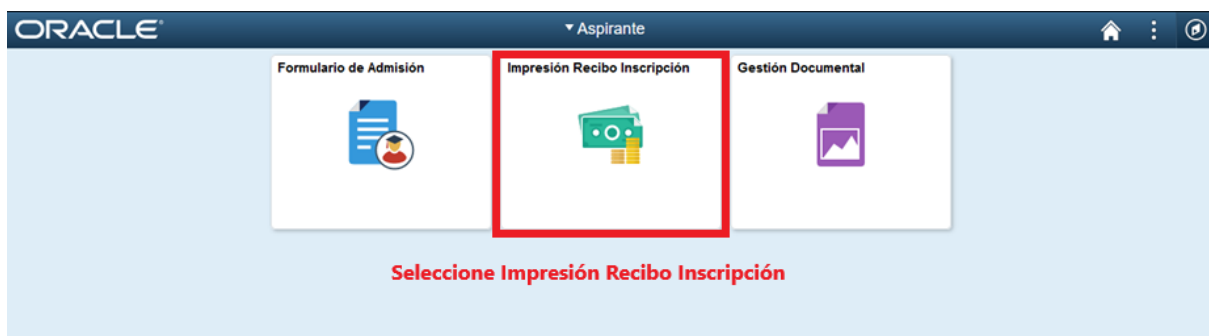 ORACLE®
Aspirante
Formulario de Admisión
Impresión Recibo Inscripción
Gestión Documental
Seleccione Impresión Recibo Inscripción